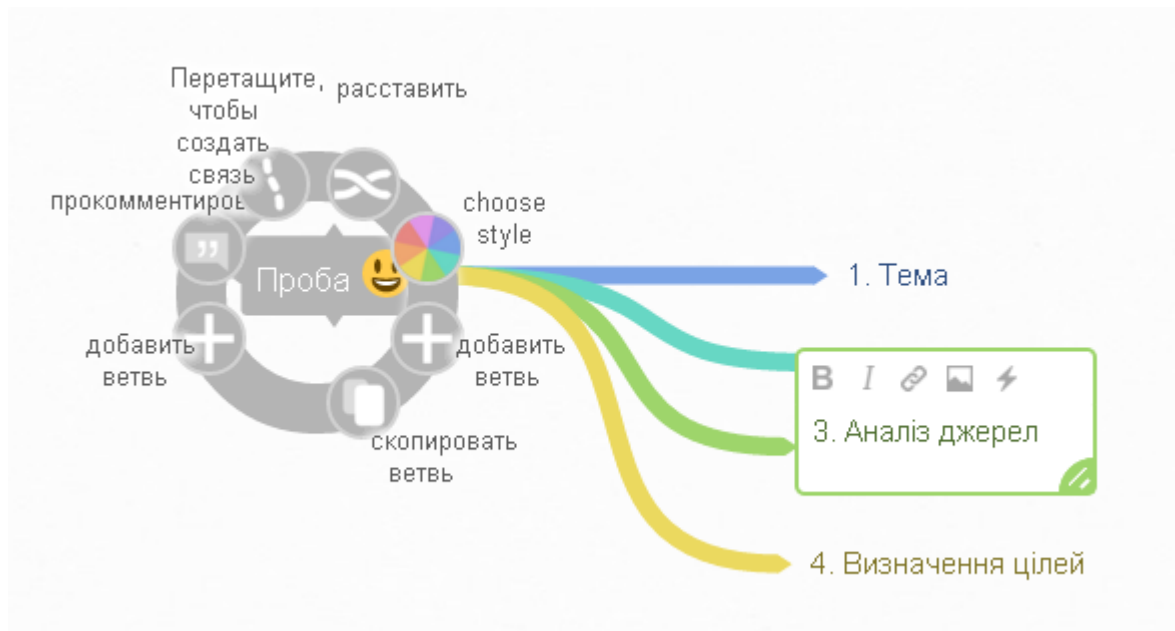 Перетащите,
чтобы
создать
связь
расставить
прокомментиров
choose
style
Проба
1. Тема
добавить
ветвь
добавить
ветвь
B I
3. Аналіз джерел
скопировать
ветвь
4. Визначення цілей